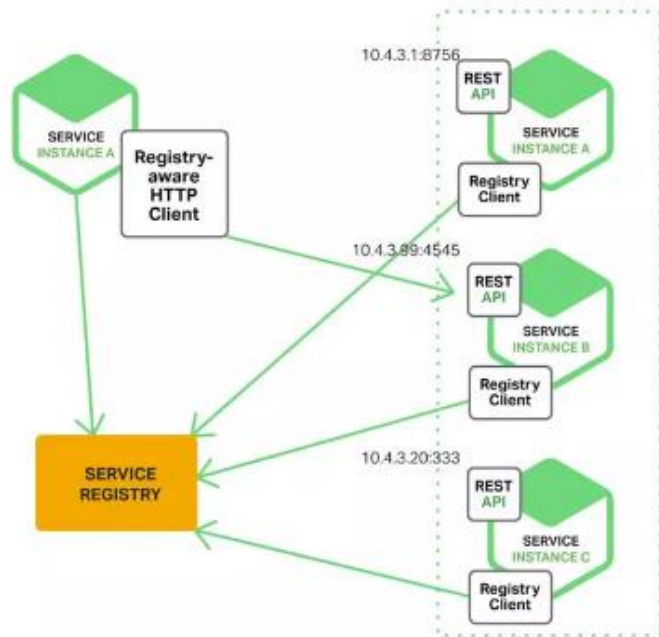 10.4.3.1:8756
REST
API
SERVICE
INSTANCE A
Registry
Client
SERVICE
INSTANCE A
Registry-
aware
HTTP
Client
10.4.3.99:4545
REST
API
SERVICE
INSTANCE B
Registry
Client
10.4.3.20:333
REST
API
SERVICE
INSTANCE C
Registry
Client
SERVICE
REGISTRY